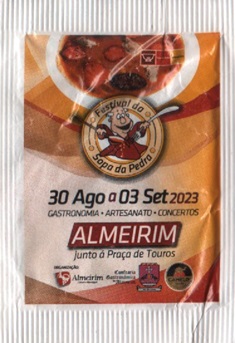 Festival da
Sopa da Pedra
30 Ago a 03 Set 2023
GASTRONOMIA • ARTESANATO • CONCERTOS
ALMEIRIM
Junto à Praça de Touros
ORGANIZAÇÃO
Almeirim